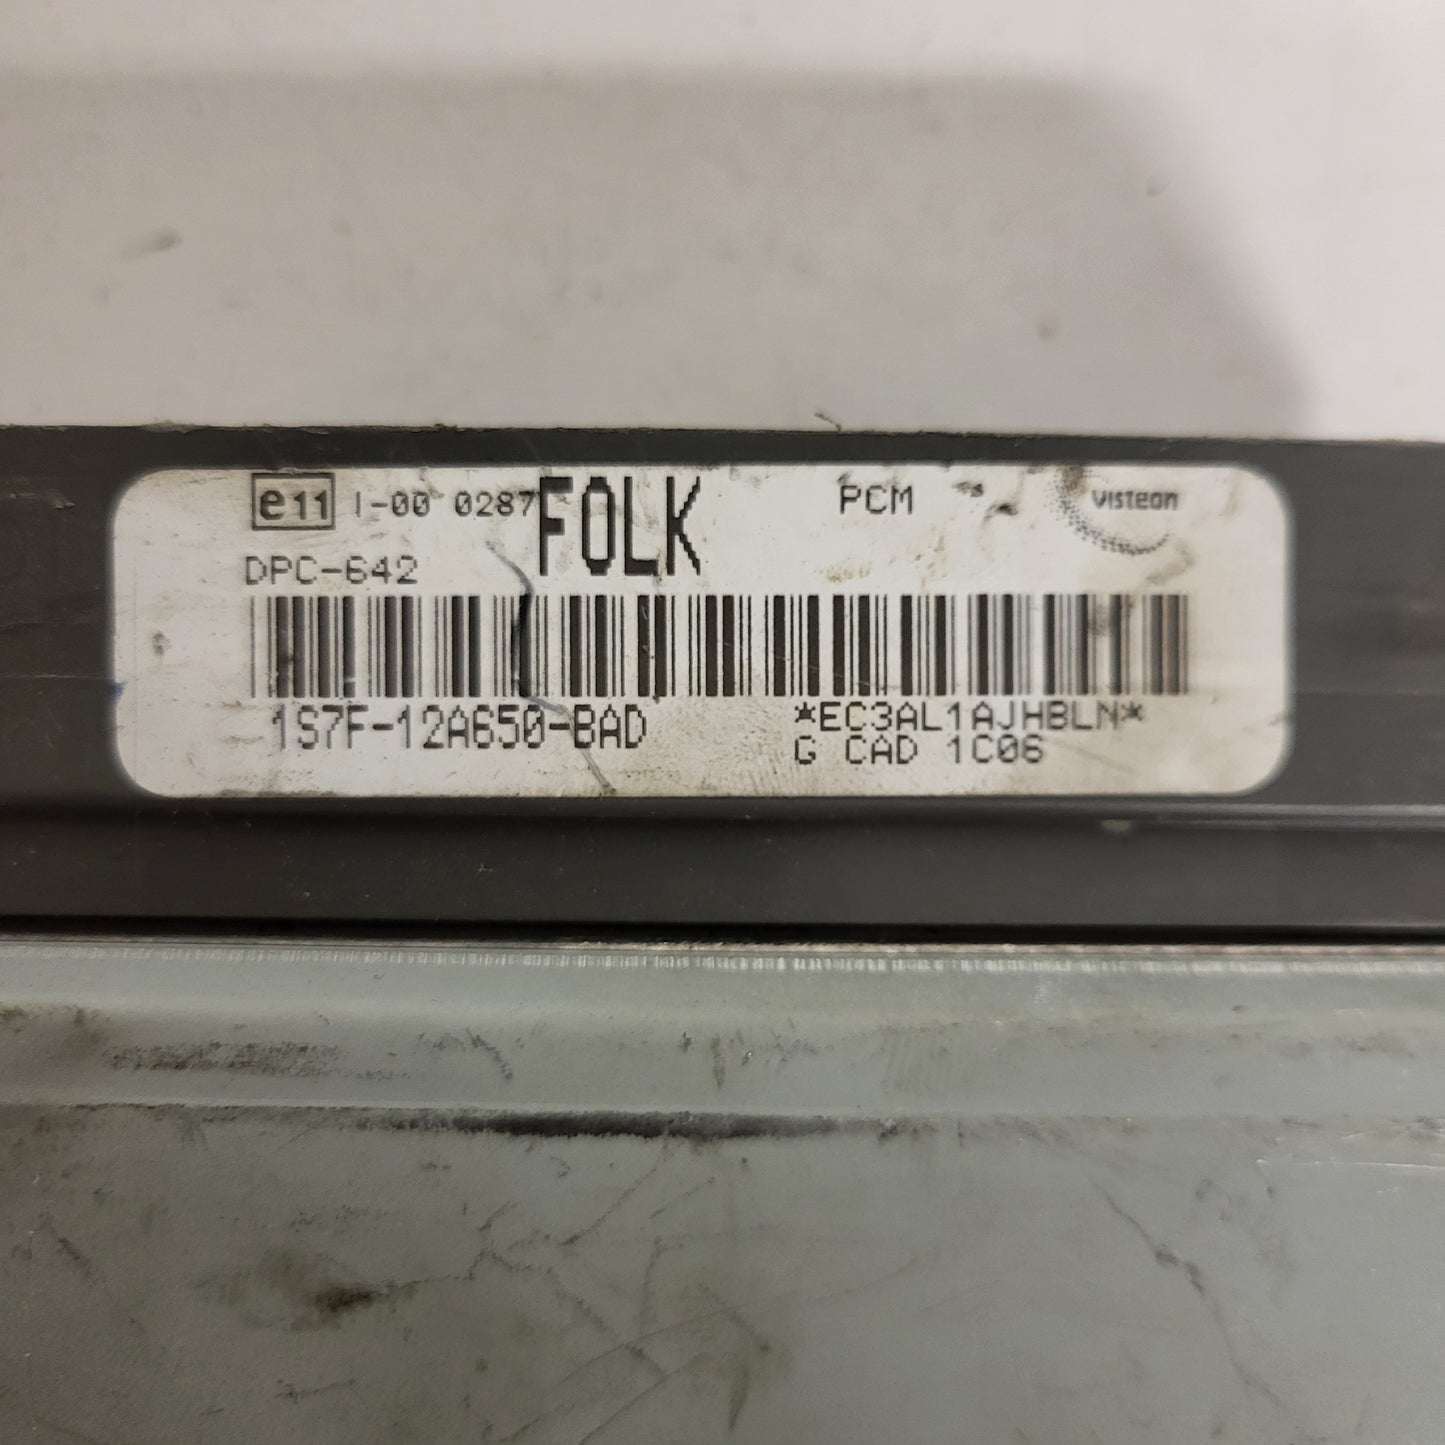 e11 I-00 0287 FOLK PCM Visteon
DPC-642
1S7F-12A650-BAD *EC3AL1AJHBLN*
G CAD 1C06